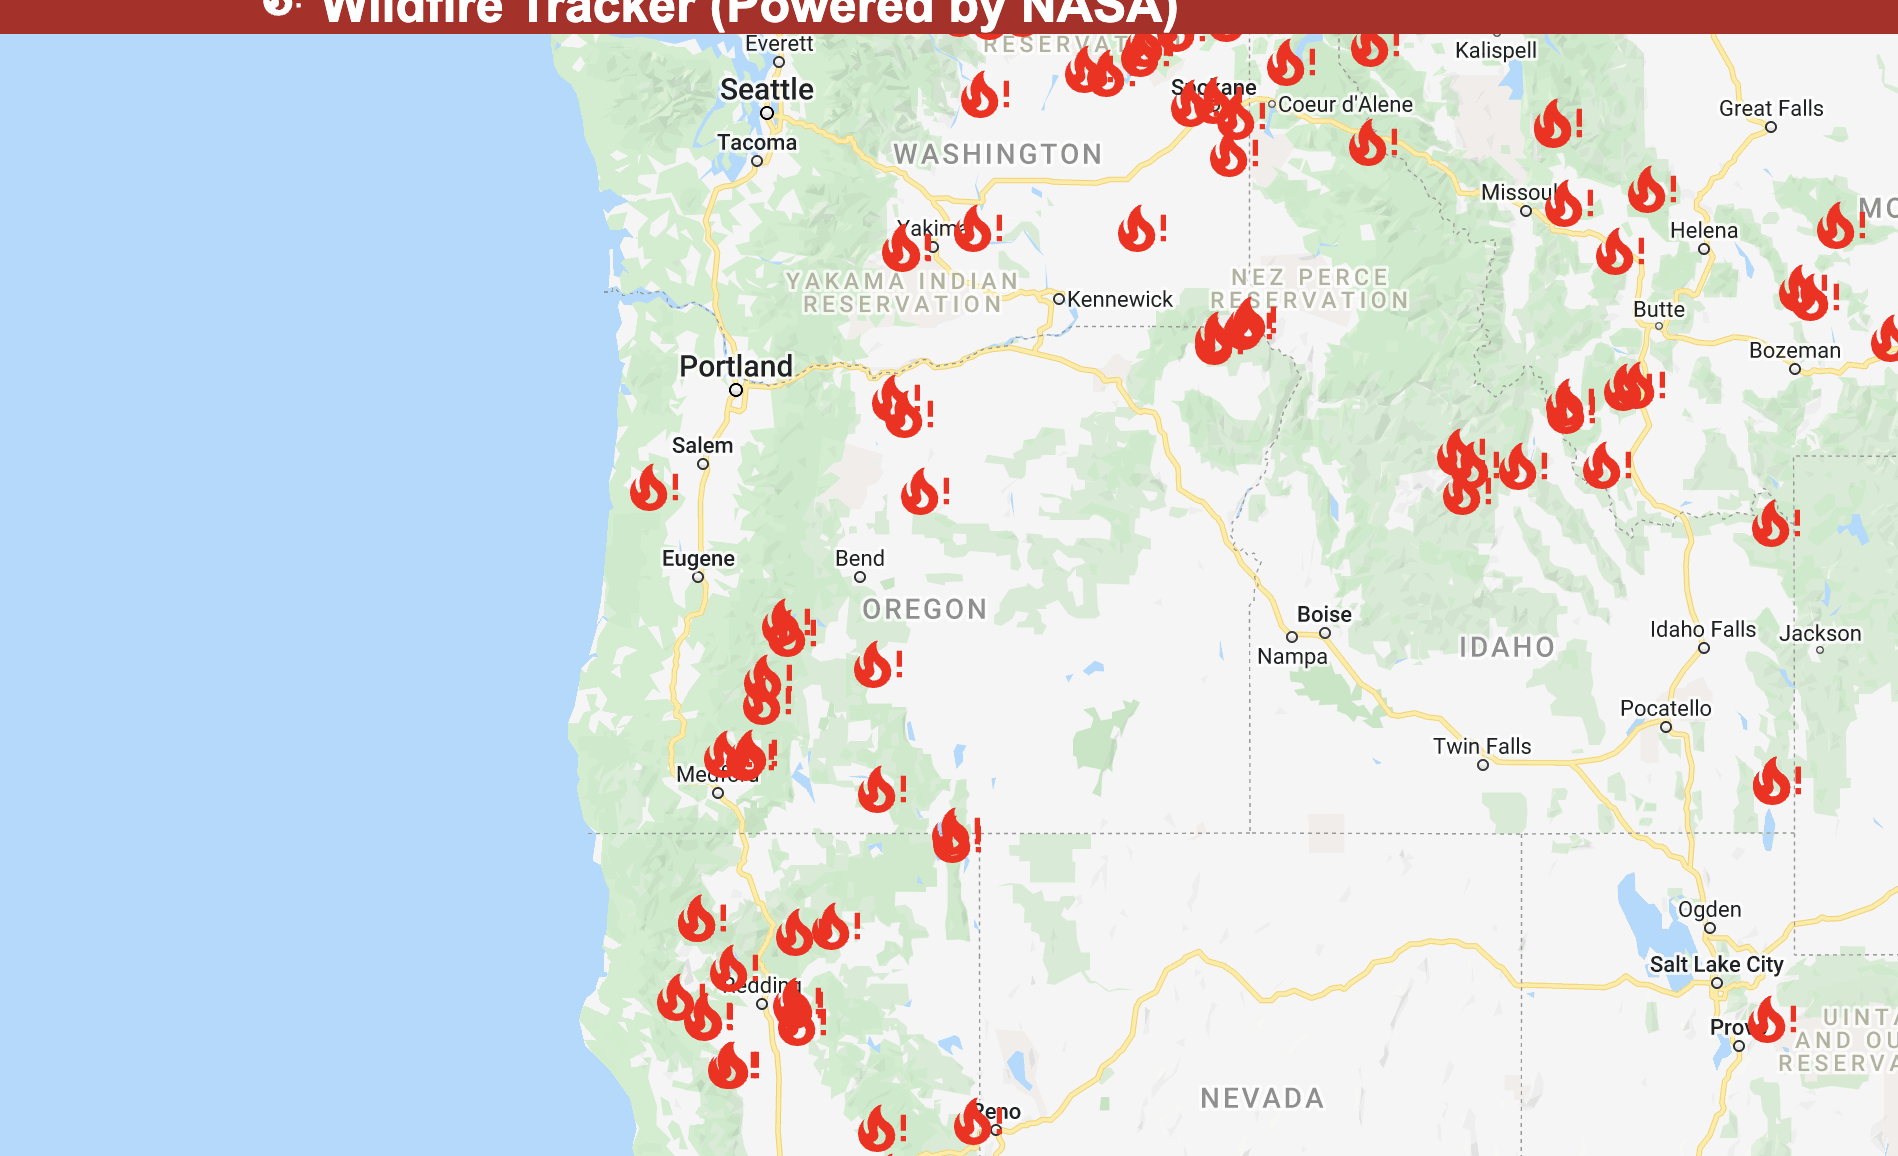 Wildfire Tracker (Powered by NASA)
Everett
RESERVAT
Kalispell
Seattle
Spokane
Coeur d'Alene
Great Falls
Tacoma
WASHINGTON
Missoul
MO
Yakima
Helena
YAKAMA INDIAN
RESERVATION
NEZ PERCE
RESERVATION
Kennewick
Butte
Bozeman
Portland
Salem
Eugene
Bend
OREGON
Boise
Nampa
IDAHO
Idaho Falls
Jackson
Pocatello
Twin Falls
Medford
Ogden
Salt Lake City
Redding
Provo
UINTA
AND OU
RESERVA
NEVADA
Reno